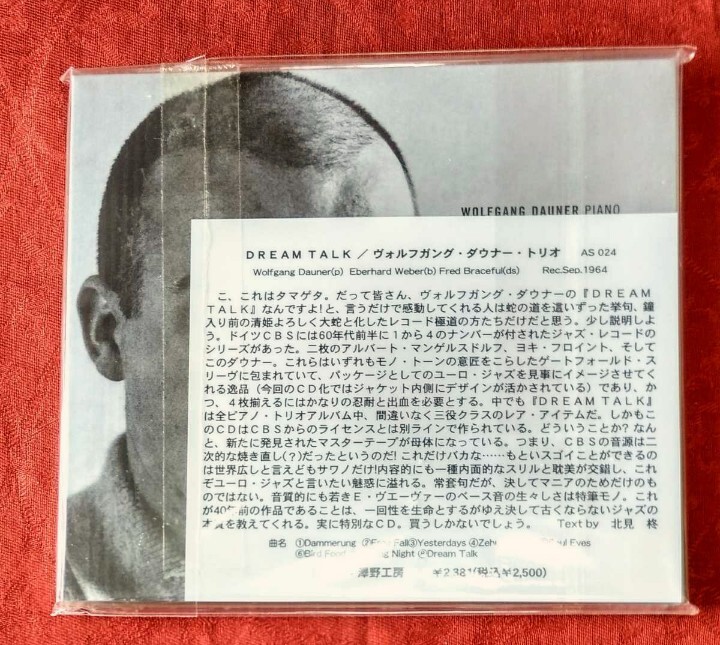 WOLFGANG DAUNER PIANO
DREAM TALK / ヴォルフガング・ダウナー・トリオ AS 024
Wolfgang Dauner(p) Eberhard Weber(b) Fred Braceful(ds) Rec.Sep.1964
こ、これはタマゲタ。だって皆さん、ヴォルフガング・ダウナーの『DREAM
TALK』なんですよ!と、言うだけで感動してくれる人は蛇の道を這いずった挙句、鐘
入り前の清姫よろしく大蛇と化したレコード極道の方たちだけだと思う。少し説明しよ
う。ドイツCBSには60年代前半に1から4のナンバーが付されたジャズ・レコードの
シリーズがあった。二枚のアルバート・マンゲルスドルフ、ヨキ・フロイント、そして
このダウナー。これらはいずれもモノ・トーンの意匠をこらしたゲートフォールド・ス
リーヴに包まれていて、パッケージとしてのユーロ・ジャズを見事にイメージさせてく
れる逸品(今回のCD化ではジャケット内側にデザインが活かされている)であり、か
つ、4枚揃えるにはかなりの忍耐と出血を必要とする。中でも『DREAM TALK』
は全ピアノ・トリオアルバム中、間違いなく三役クラスのレア・アイテムだ。しかもこ
のCDはCBSからのライセンスとは別ラインで作られている。どういうことか?なん
と、新たに発見されたマスターテープが母体になっている。つまり、CBSの音源は二
次的な焼き直し(?)だったというのだ!これだけバカな……もといスゴイことができるの
は世界広しと言えどもサワノだけ!内容的にも一種内面的なスリルと耽美が交錯し、これ
ぞユーロ・ジャズと言いたい魅惑に溢れる。常套句だが、決してマニアのためだけのも
のではない。音質的にも若きE・ヴェーヴァーのベース音の生々しさは特筆モノ。これ
が40年前の作品であることは、一回性を生命とするがゆえ決して古くならないジャズの
本質を教えてくれる。実に特別なCD。買うしかないでしょう。 Text by 北見 柊
曲名 ①Dammerung ② Fall③Yesterdays ④ Eyes
⑥Bird Food Night ⑧Dream Talk
澤野工房 ¥2,381(税込¥2,500)